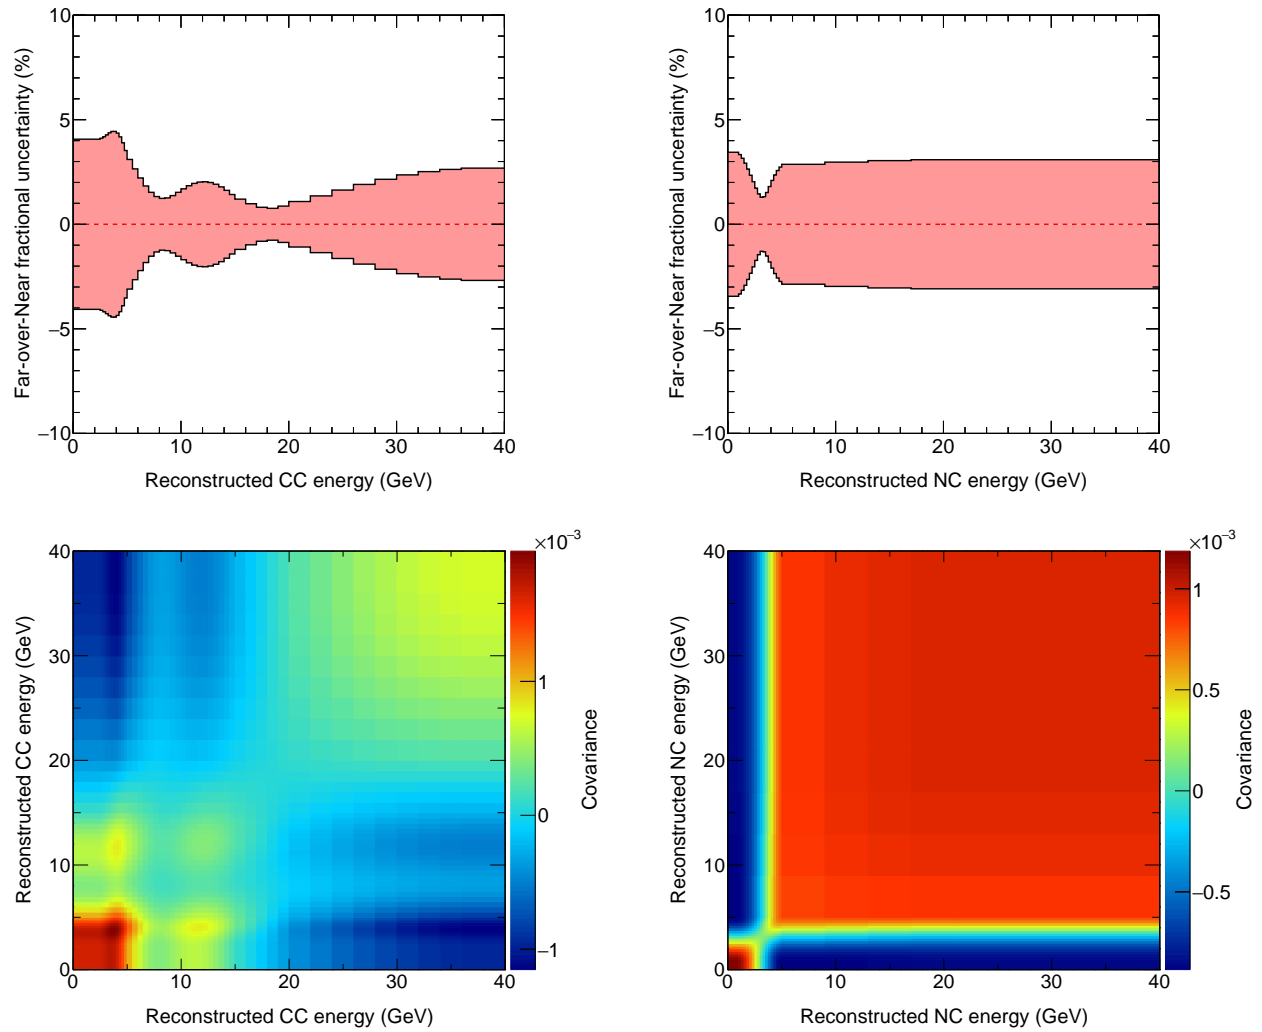 Far-over-Near fractional uncertainty (%)
10
5
0
−5
−10
0 10 20 30 40
Reconstructed CC energy (GeV)
Far-over-Near fractional uncertainty (%)
10
5
0
−5
−10
0 10 20 30 40
Reconstructed NC energy (GeV)
Reconstructed CC energy (GeV)
40
30
20
10
0
0 10 20 30 40
Reconstructed CC energy (GeV)
×10⁻³
1
0
−1
Covariance
Reconstructed NC energy (GeV)
40
30
20
10
0
0 10 20 30 40
Reconstructed NC energy (GeV)
×10⁻³
1
0.5
0
−0.5
Covariance